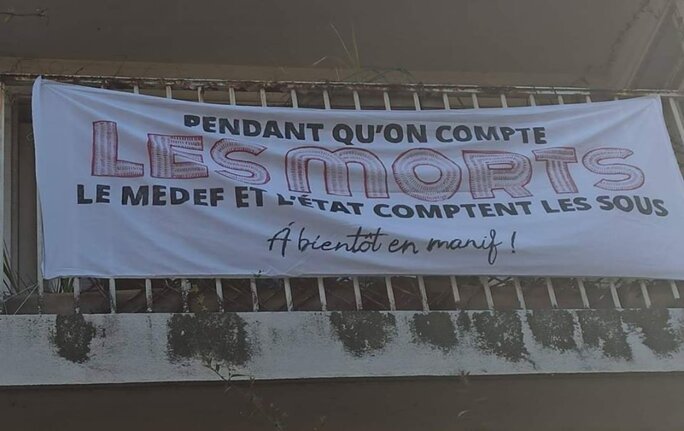 PENDANT QU'ON COMPTE
LES MORTS
LE MEDEF ET L'ÉTAT COMPTENT LES SOUS
À bientôt en manif !